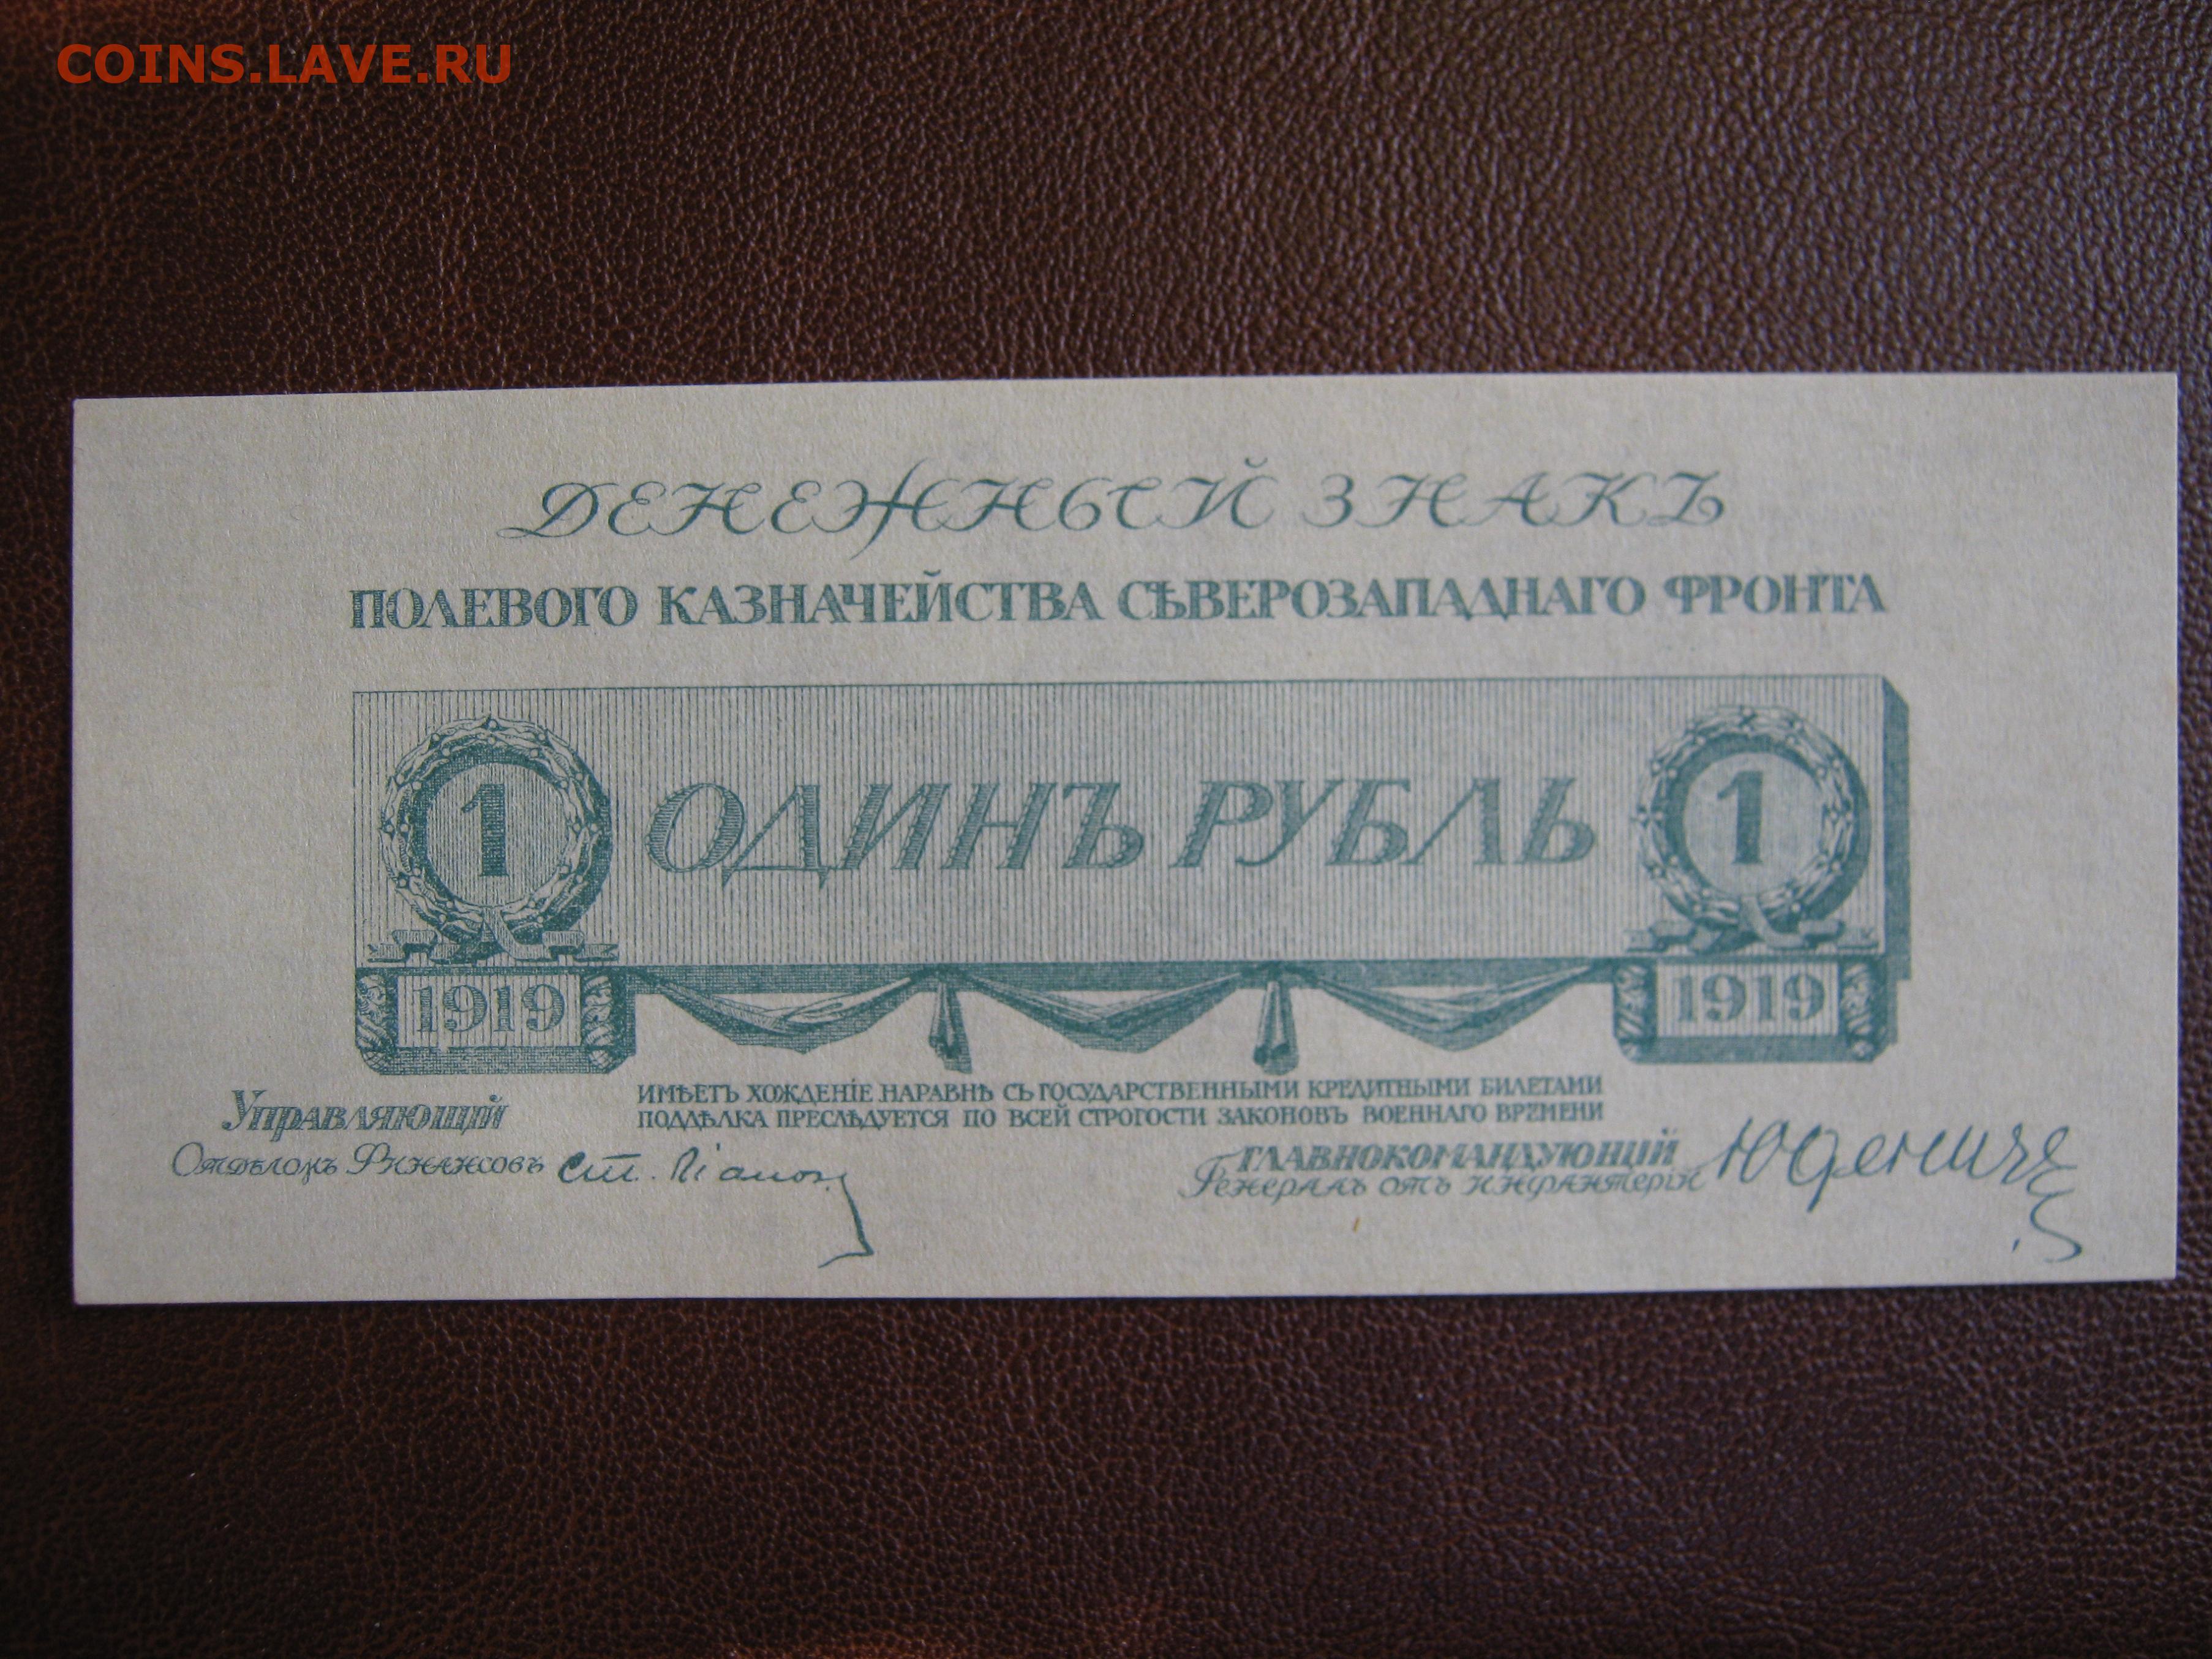 COINS.LAVE.RU
ДЕНЕЖНЫЙ ЗНАКЪ
ПОЛЕВОГО КАЗНАЧЕЙСТВА СѢВЕРОЗАПАДНАГО ФРОНТА
1 ОДИНЪ РУБЛЬ 1
1919 1919
ИМѢЕТЪ ХОЖДЕНІЕ НАРАВНѢ СЪ ГОСУДАРСТВЕННЫМИ КРЕДИТНЫМИ БИЛЕТАМИ
ПОДДѢЛКА ПРЕСЛѢДУЕТСЯ ПО ВСЕЙ СТРОГОСТИ ЗАКОНОВЪ ВОЕННАГО ВРЕМЕНИ
Управляющій
Отдѣломъ Финансовъ
ГЛАВНОКОМАНДУЮЩІЙ
Генералъ отъ инфантеріи Юденичъ